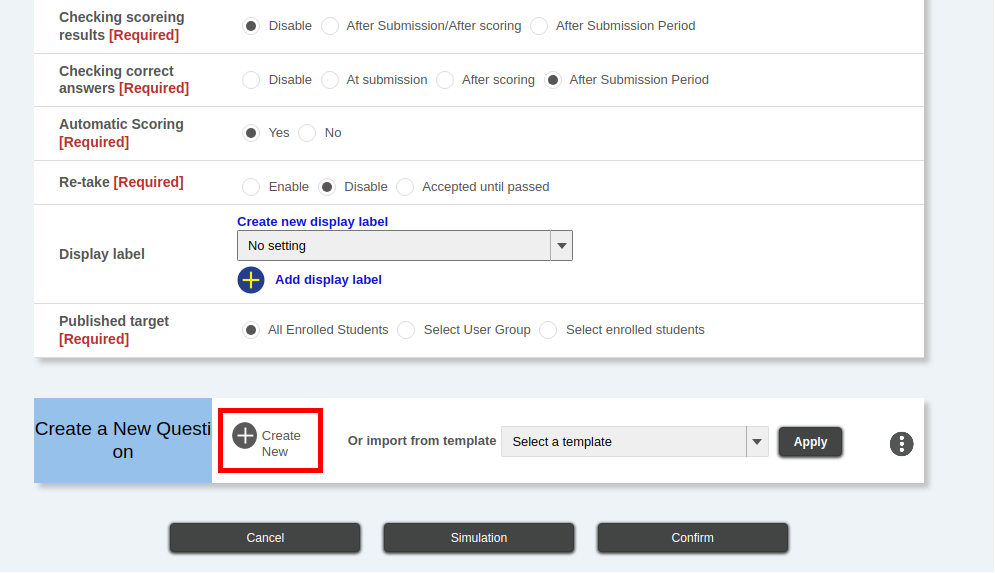 Checking scoreing
results [Required]
Disable After Submission/After scoring After Submission Period
Checking correct
answers [Required]
Disable At submission After scoring After Submission Period
Automatic Scoring
[Required]
Yes No
Re-take [Required]
Enable Disable Accepted until passed
Display label
Create new display label
No setting
Add display label
Published target
[Required]
All Enrolled Students Select User Group Select enrolled students
Create a New Questi
on
Create
New
Or import from template Select a template Apply
Cancel Simulation Confirm